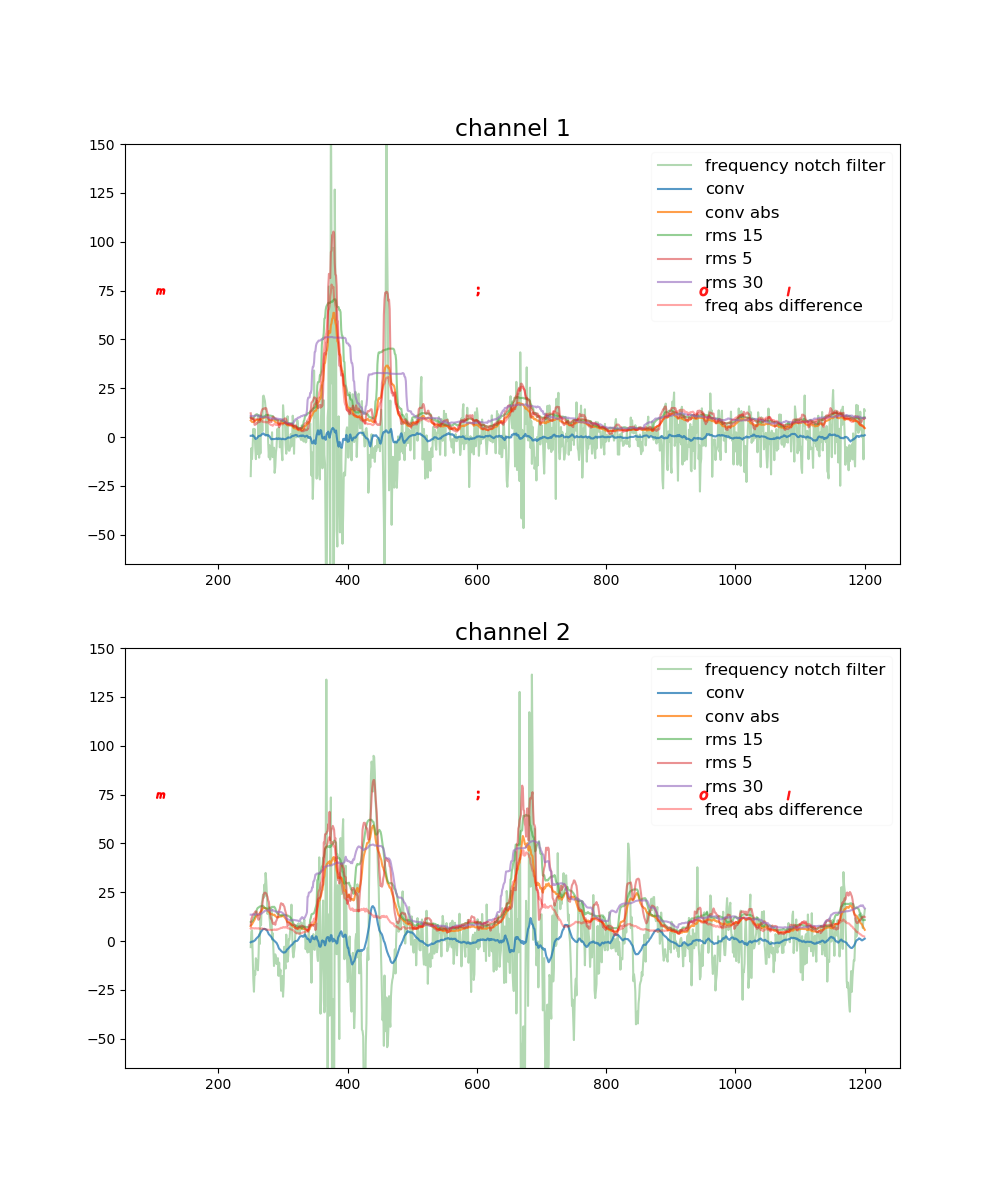 channel 1
150
125
100
75
50
25
0
−25
−50
frequency notch filter
conv
conv abs
rms 15
rms 5
rms 30
freq abs difference
m ; o l
200 400 600 800 1000 1200
channel 2
150
125
100
75
50
25
0
−25
−50
frequency notch filter
conv
conv abs
rms 15
rms 5
rms 30
freq abs difference
m ; o l
200 400 600 800 1000 1200